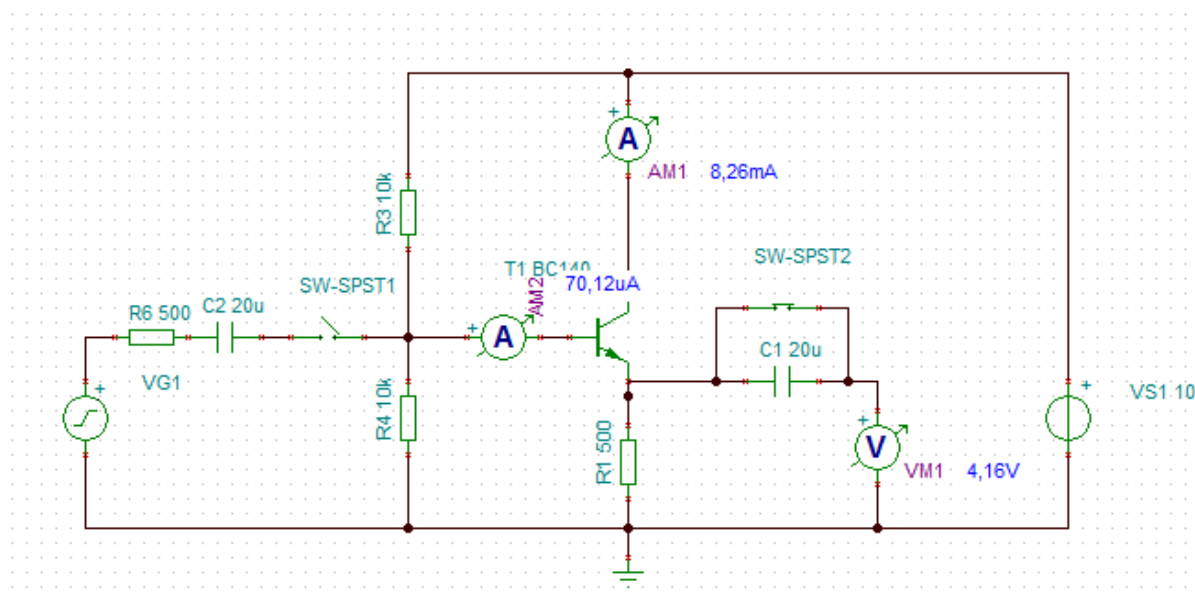 A
AM1 8,26mA
R3 10k
T1 BC140
SW-SPST2
SW-SPST1
AM2
70,12uA
R6 500
C2 20u
A
C1 20u
VG1
VS1 10
R4 10k
R1 500
V
VM1 4,16V